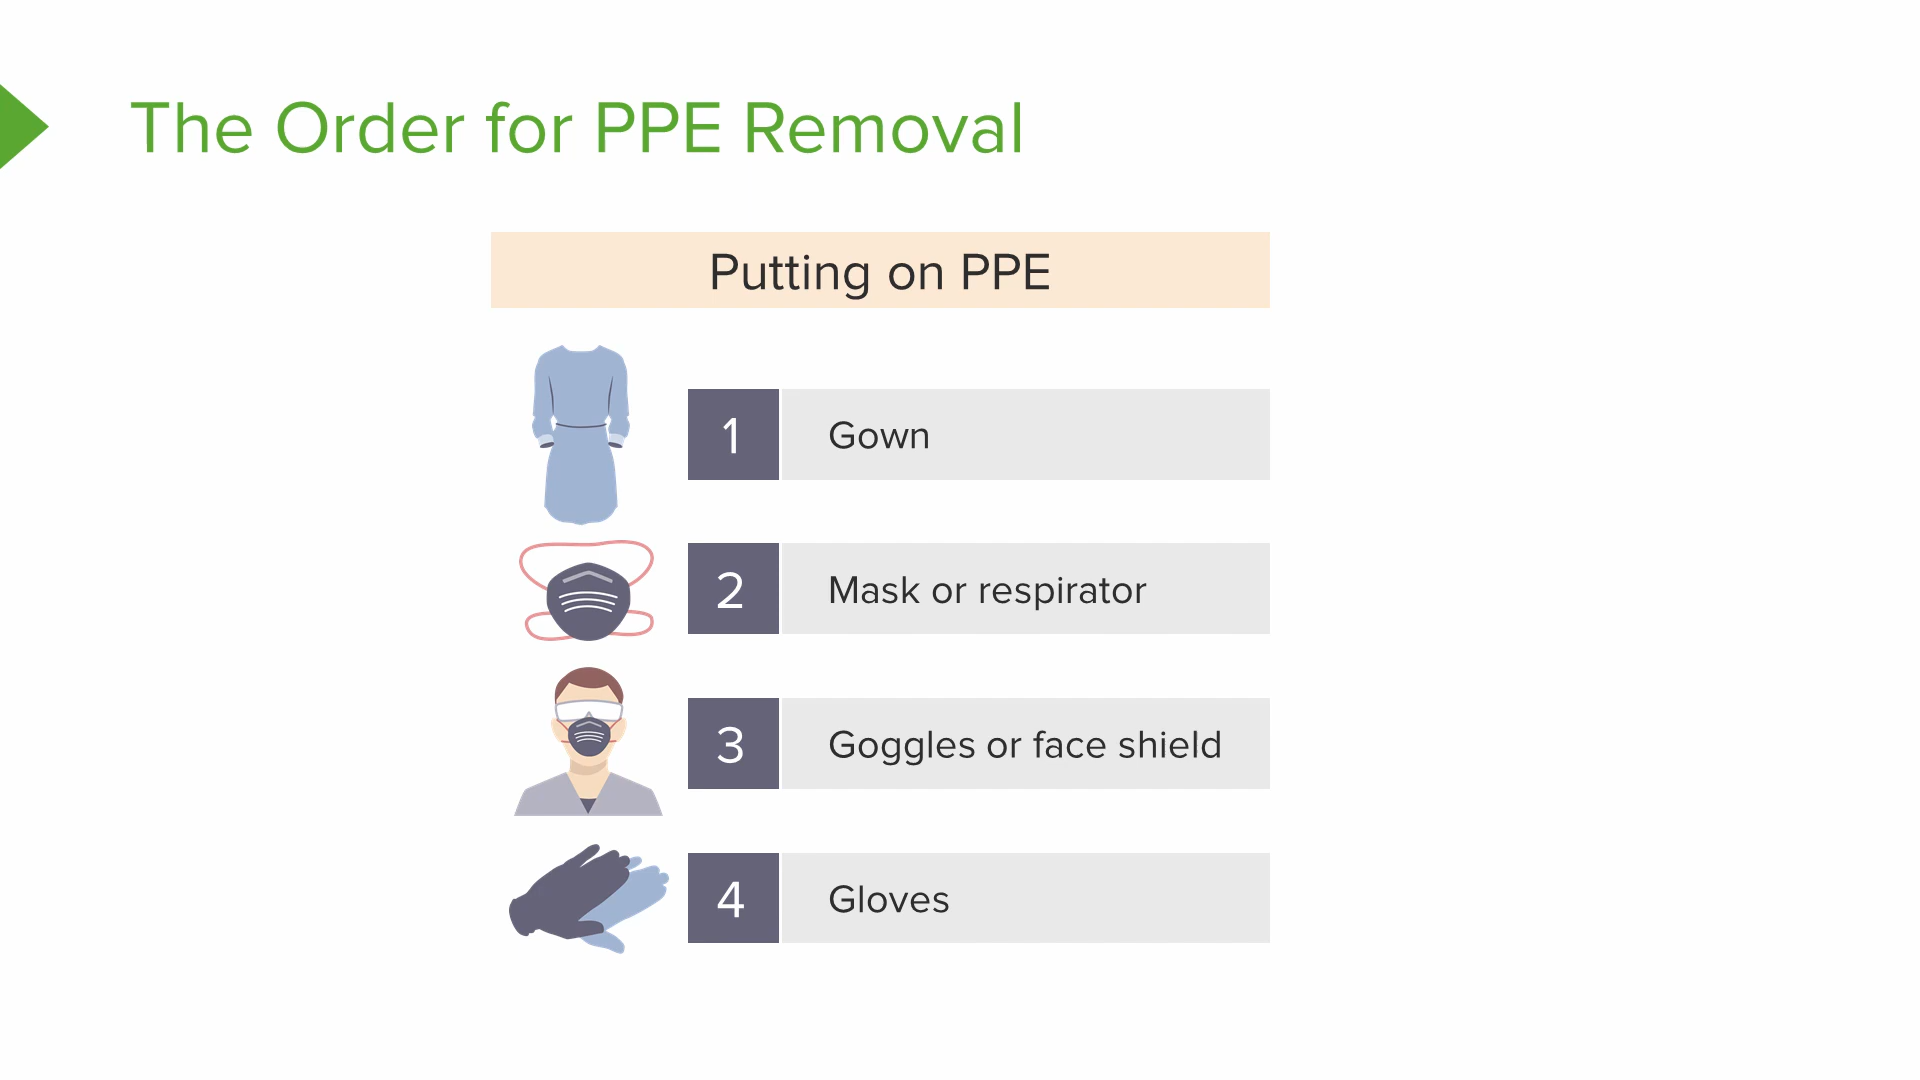 The Order for PPE Removal
Putting on PPE
1 Gown
2 Mask or respirator
3 Goggles or face shield
4 Gloves